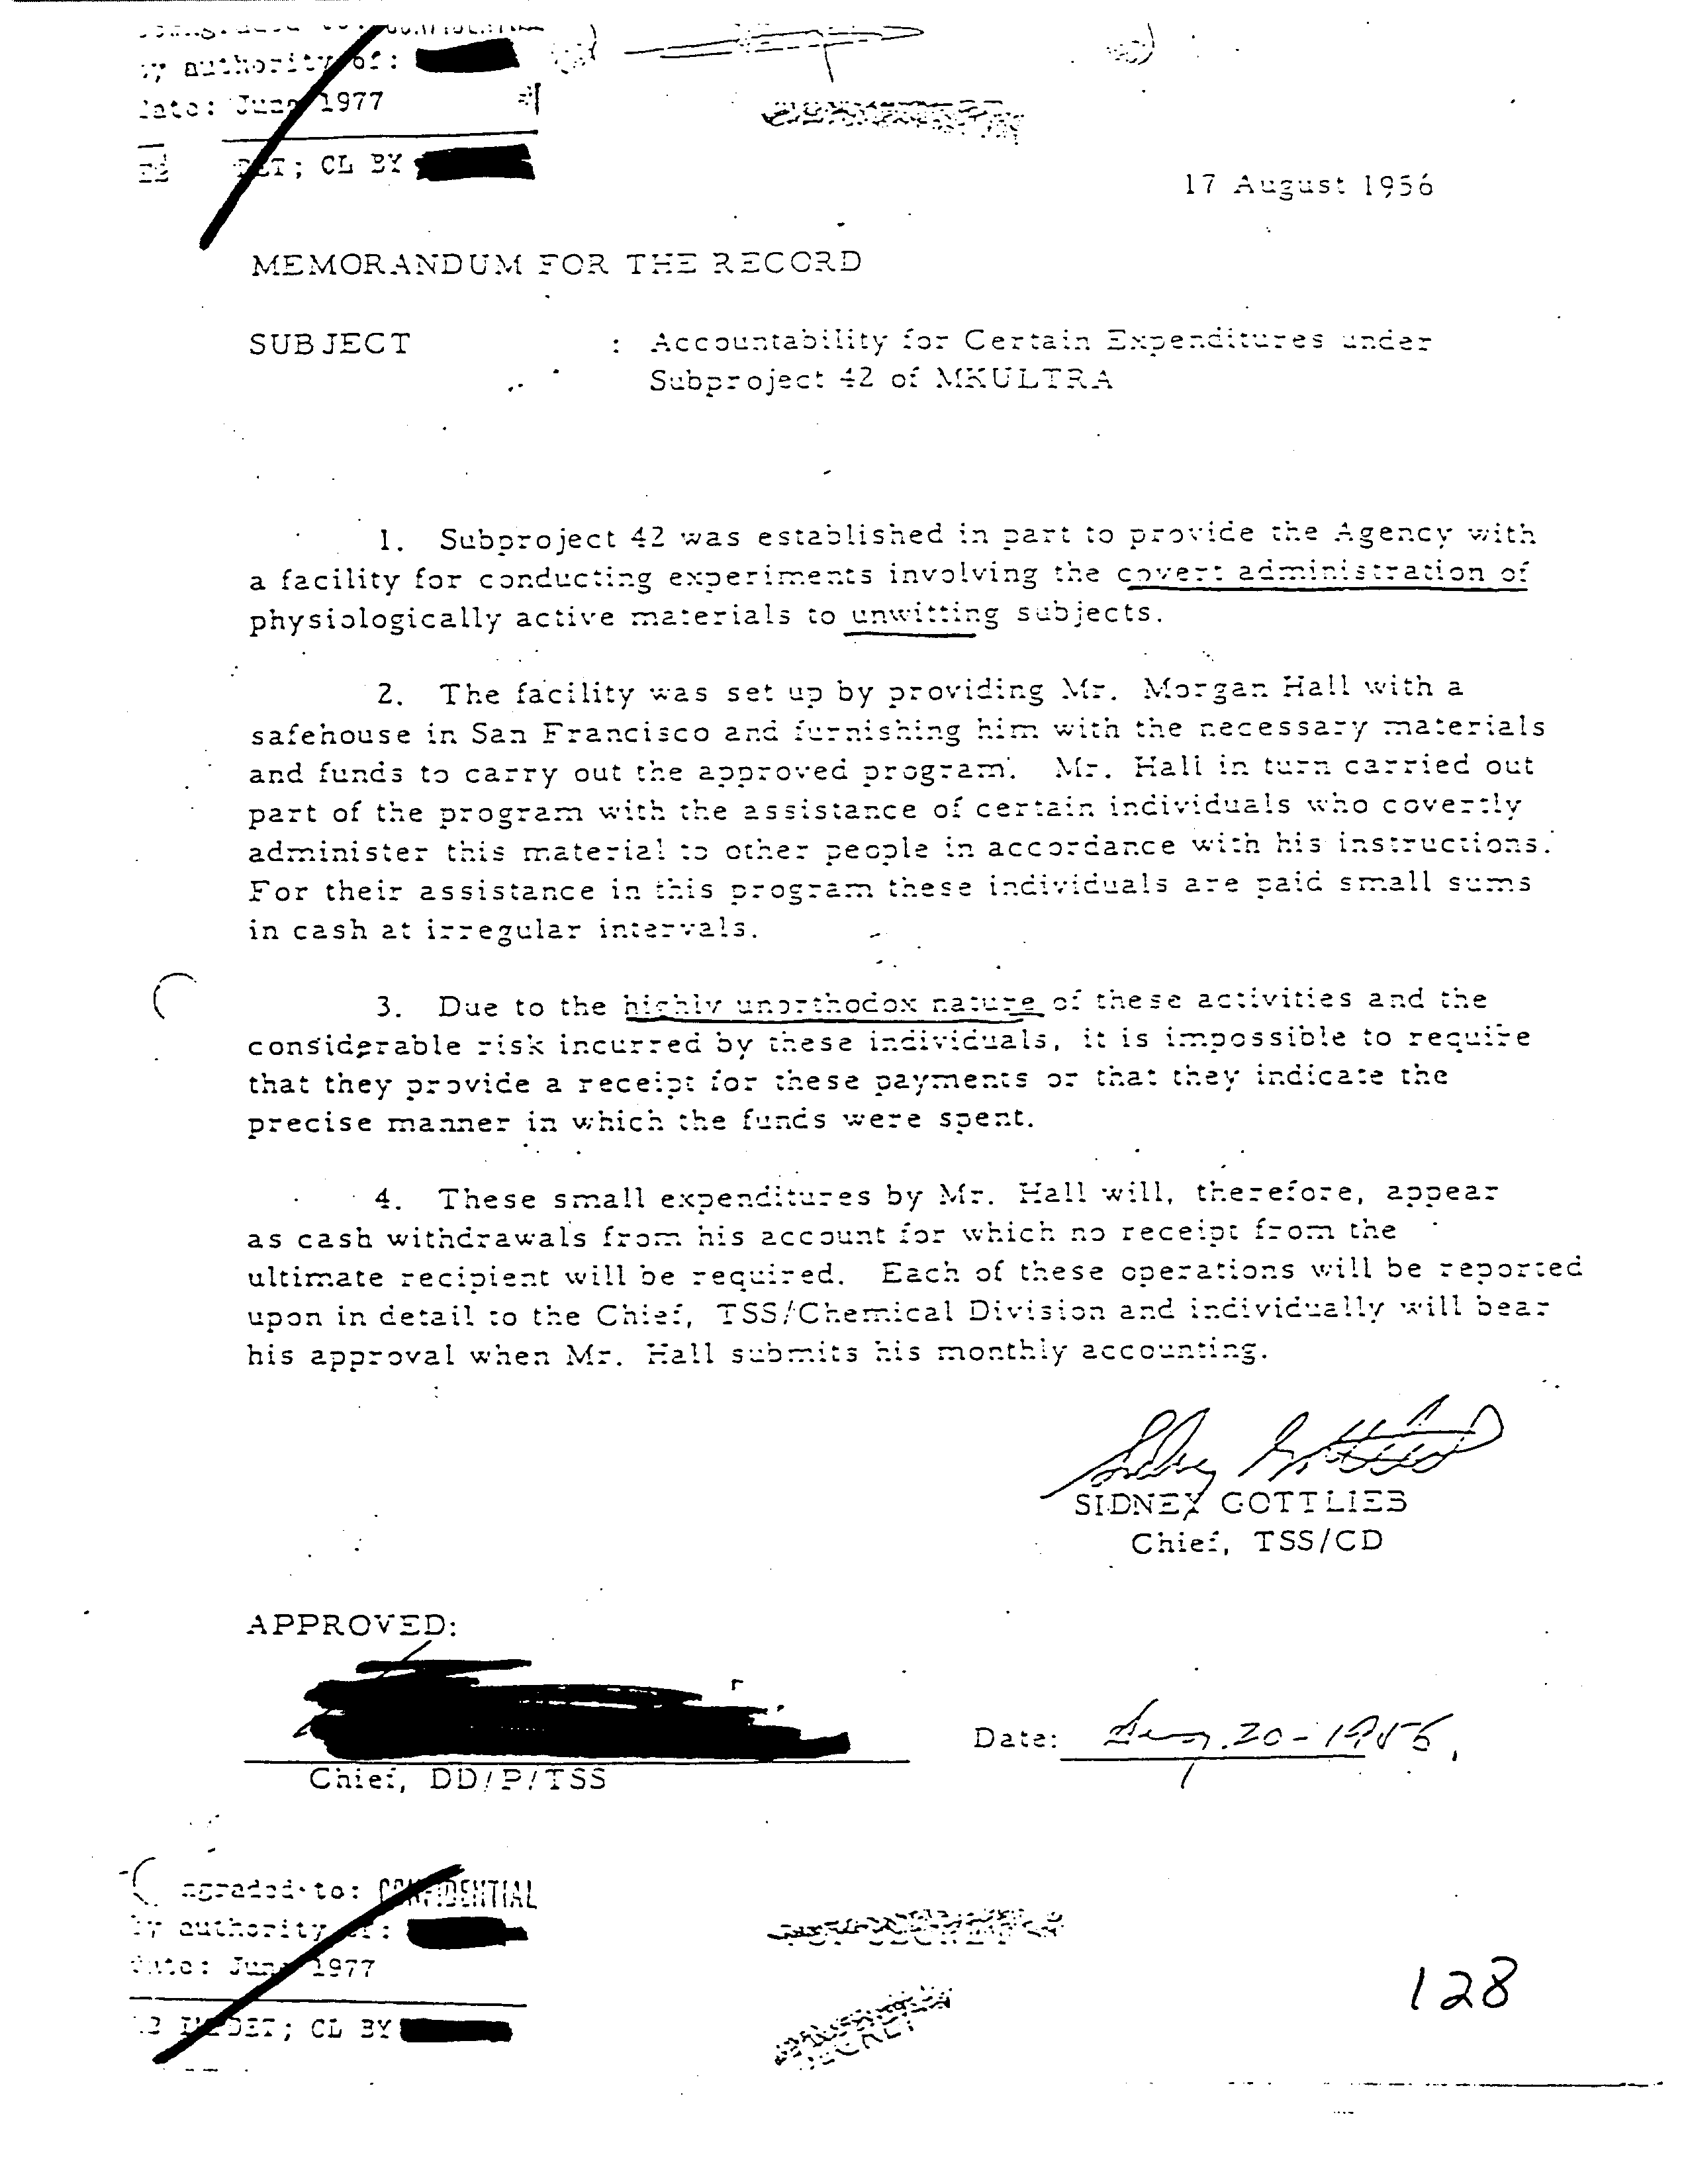 by authority of:
Date: June 1977
CL BY
17 August 1956
MEMORANDUM FOR THE RECORD
SUBJECT : Accountability for Certain Expenditures under
Subproject 42 of MKULTRA
1. Subproject 42 was established in part to provide the Agency with
a facility for conducting experiments involving the covert administration of
physiologically active materials to unwitting subjects.
2. The facility was set up by providing Mr. Morgan Hall with a
safehouse in San Francisco and furnishing him with the necessary materials
and funds to carry out the approved program. Mr. Hall in turn carried out
part of the program with the assistance of certain individuals who covertly
administer this material to other people in accordance with his instructions.
For their assistance in this program these individuals are paid small sums
in cash at irregular intervals.
3. Due to the highly unorthodox nature of these activities and the
considerable risk incurred by these individuals, it is impossible to require
that they provide a receipt for these payments or that they indicate the
precise manner in which the funds were spent.
4. These small expenditures by Mr. Hall will, therefore, appear
as cash withdrawals from his account for which no receipt from the
ultimate recipient will be required. Each of these operations will be reported
upon in detail to the Chief, TSS/Chemical Division and individually will bear
his approval when Mr. Hall submits his monthly accounting.
Sidney Gottlieb
SIDNEY GOTTLIEB
Chief, TSS/CD
APPROVED:
Date: Aug. 20 - 1956.
Chief, DD/P/TSS
to: CONFIDENTIAL
by authority of:
Date: June 1977
CL BY
SECRET
128